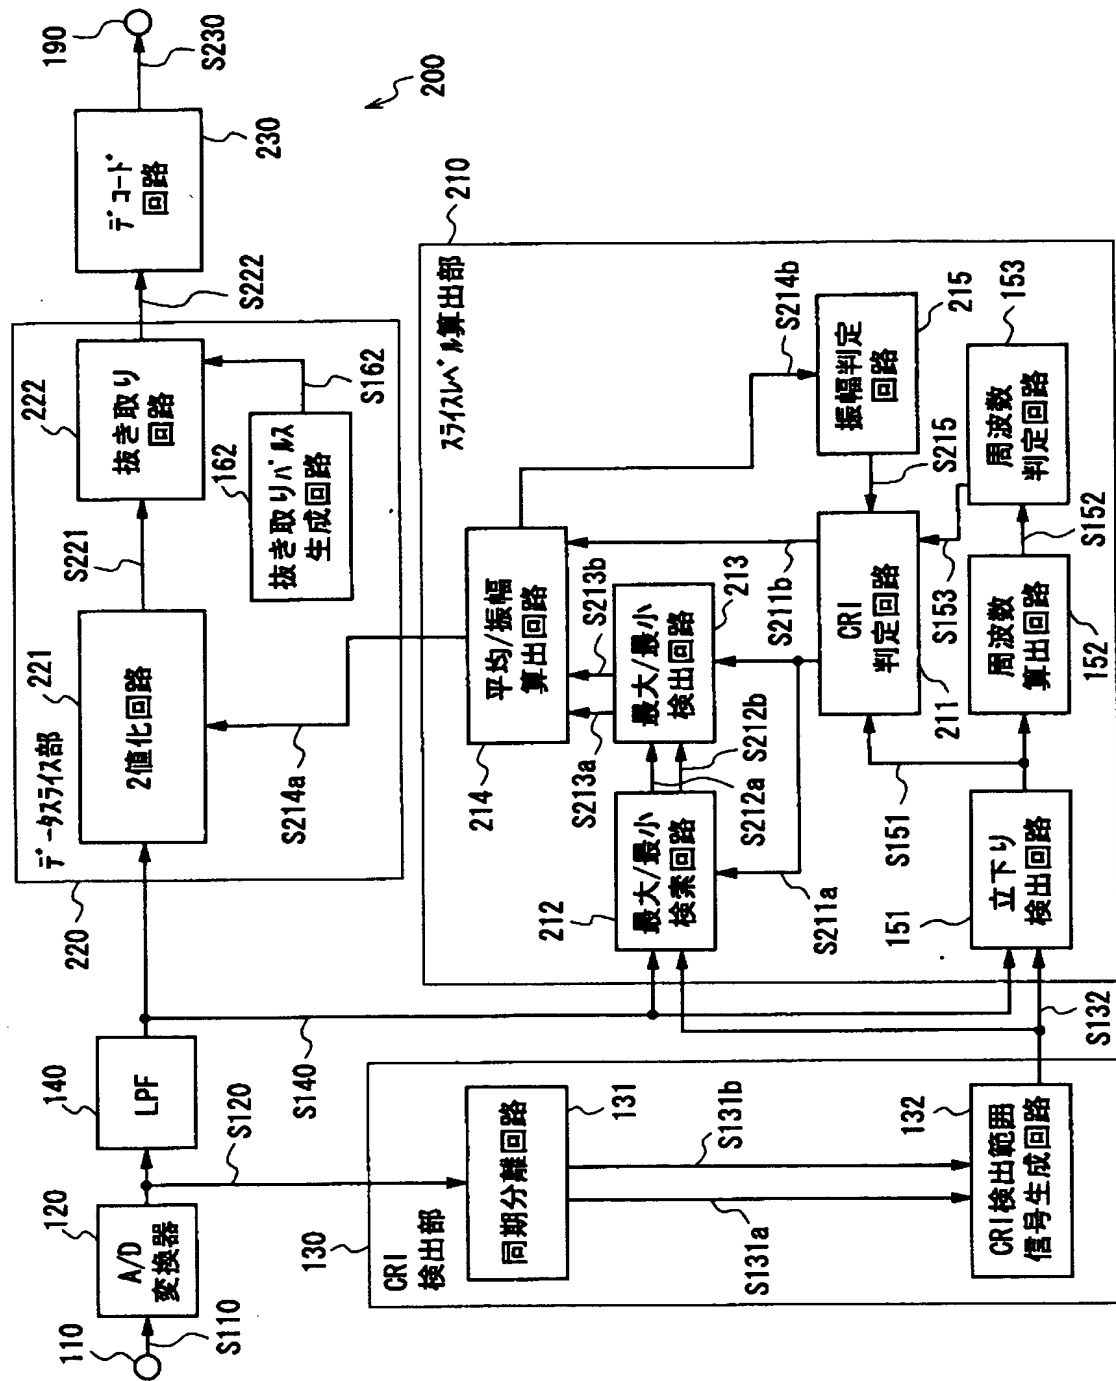 110
S110
120
A/D
変換器
S120
140
LPF
S140
220
データスライス部
221
2値化回路
S221
S214a
222
抜き取り
回路
162
抜き取りパルス
生成回路
S162
S222
デコード
回路
230
S230
190
200
130
CRI
検出部
同期分離回路
131
S131a
S131b
CRI検出範囲
信号生成回路
132
S132
スライスレベル算出部
210
212
最大/最小
検索回路
S211a
S212a
S212b
最大/最小
検出回路
213
S213a
S213b
214
平均/振幅
算出回路
S211b
S214b
振幅判定
回路
215
S215
CRI
判定回路
211
151
立下り
検出回路
S151
周波数
算出回路
152
S152
S153
周波数
判定回路
153